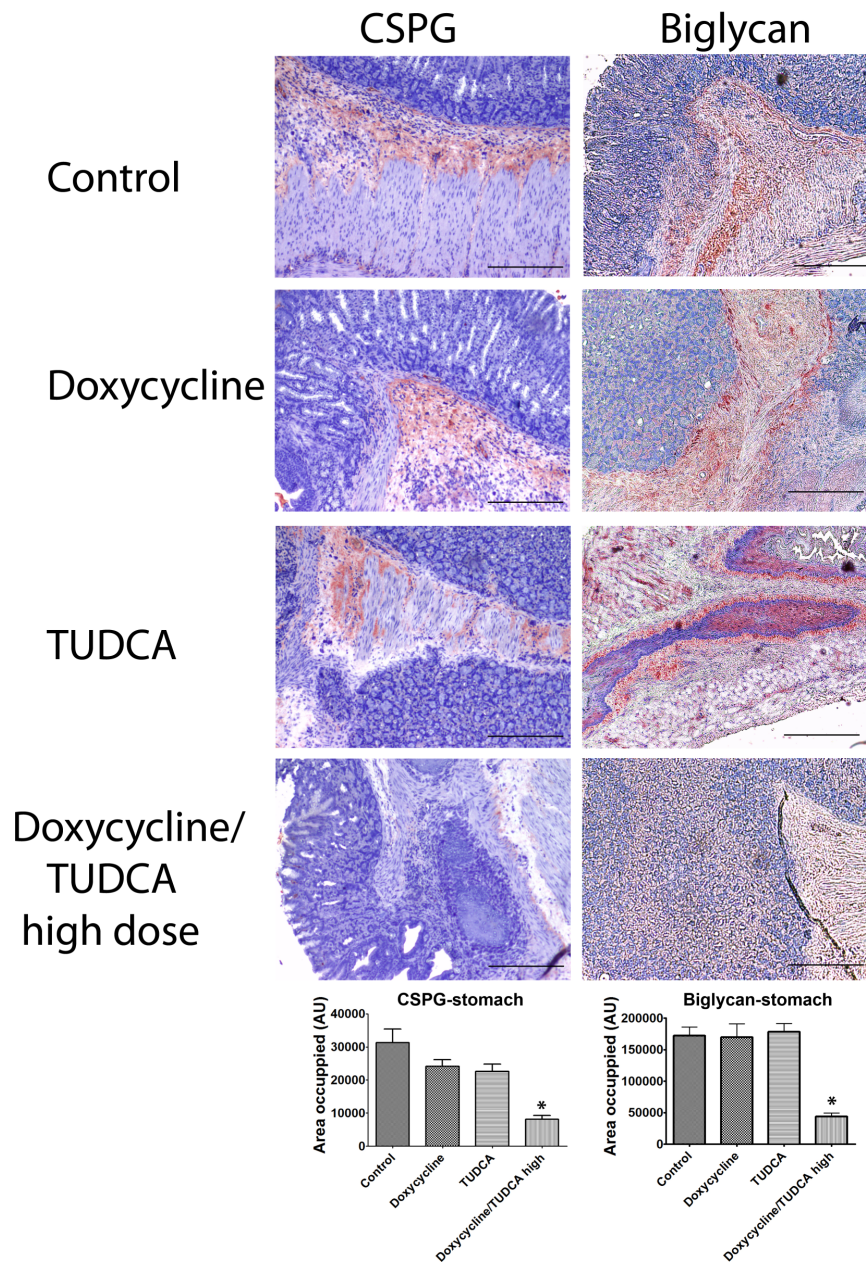 CSPG
Biglycan
Control
Doxycycline
TUDCA
Doxycycline/
TUDCA
high dose
CSPG-stomach
Area occuppied (AU)
40000
30000
20000
10000
0
*
Control
Doxycycline
TUDCA
Doxycycline/TUDCA high
Biglycan-stomach
Area occuppied (AU)
200000
150000
100000
50000
0
*
Control
Doxycycline
TUDCA
Doxycycline/TUDCA high